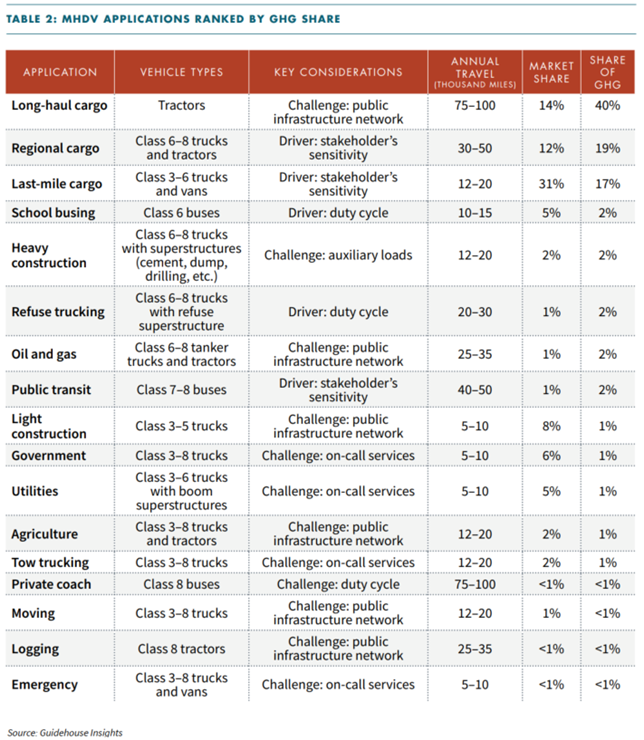 TABLE 2: MHDV APPLICATIONS RANKED BY GHG SHARE
APPLICATION VEHICLE TYPES KEY CONSIDERATIONS ANNUAL TRAVEL (THOUSAND MILES) MARKET SHARE SHARE OF GHG
Long-haul cargo Tractors Challenge: public infrastructure network 75–100 14% 40%
Regional cargo Class 6–8 trucks and tractors Driver: stakeholder's sensitivity 30–50 12% 19%
Last-mile cargo Class 3–6 trucks and vans Driver: stakeholder's sensitivity 12–20 31% 17%
School busing Class 6 buses Driver: duty cycle 10–15 5% 2%
Heavy construction Class 6–8 trucks with superstructures (cement, dump, drilling, etc.) Challenge: auxiliary loads 12–20 2% 2%
Refuse trucking Class 6–8 trucks with refuse superstructure Driver: duty cycle 20–30 1% 2%
Oil and gas Class 6–8 tanker trucks and tractors Challenge: public infrastructure network 25–35 1% 2%
Public transit Class 7–8 buses Driver: stakeholder's sensitivity 40–50 1% 2%
Light construction Class 3–5 trucks Challenge: public infrastructure network 5–10 8% 1%
Government Class 3–8 trucks Challenge: on-call services 5–10 6% 1%
Utilities Class 3–6 trucks with boom superstructures Challenge: on-call services 5–10 5% 1%
Agriculture Class 3–8 trucks and tractors Challenge: public infrastructure network 12–20 2% 1%
Tow trucking Class 3–8 trucks Challenge: on-call services 12–20 2% 1%
Private coach Class 8 buses Challenge: duty cycle 75–100 <1% <1%
Moving Class 3–8 trucks Challenge: public infrastructure network 12–20 1% <1%
Logging Class 8 tractors Challenge: public infrastructure network 25–35 <1% <1%
Emergency Class 3–8 trucks and vans Challenge: on-call services 5–10 <1% <1%
Source: Guidehouse Insights